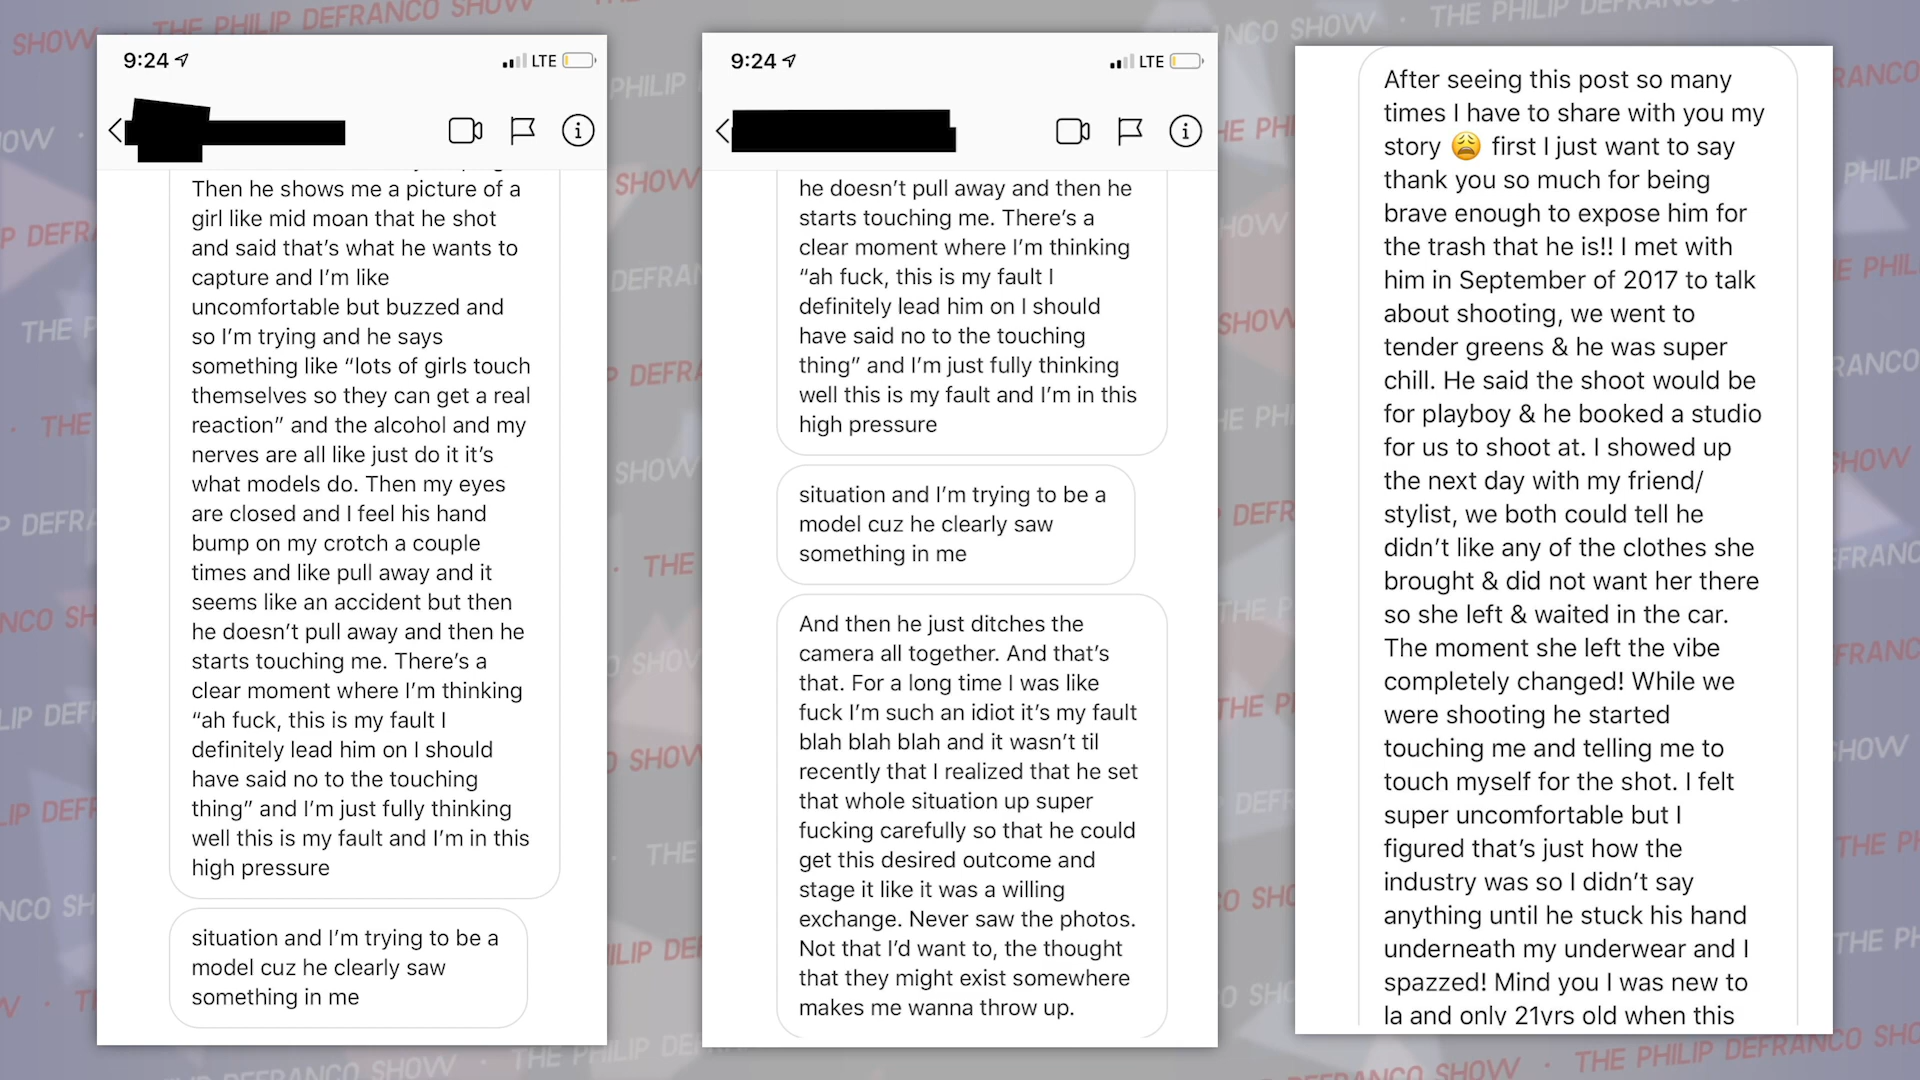 9:24
LTE
Then he shows me a picture of a
girl like mid moan that he shot
and said that’s what he wants to
capture and I’m like
uncomfortable but buzzed and
so I’m trying and he says
something like “lots of girls touch
themselves so they can get a real
reaction” and the alcohol and my
nerves are all like just do it it’s
what models do. Then my eyes
are closed and I feel his hand
bump on my crotch a couple
times and like pull away and it
seems like an accident but then
he doesn’t pull away and then he
starts touching me. There’s a
clear moment where I’m thinking
“ah fuck, this is my fault I
definitely lead him on I should
have said no to the touching
thing” and I’m just fully thinking
well this is my fault and I’m in this
high pressure
situation and I’m trying to be a
model cuz he clearly saw
something in me
9:24
LTE
he doesn’t pull away and then he
starts touching me. There’s a
clear moment where I’m thinking
“ah fuck, this is my fault I
definitely lead him on I should
have said no to the touching
thing” and I’m just fully thinking
well this is my fault and I’m in this
high pressure
situation and I’m trying to be a
model cuz he clearly saw
something in me
And then he just ditches the
camera all together. And that’s
that. For a long time I was like
fuck I’m such an idiot it’s my fault
blah blah blah and it wasn’t til
recently that I realized that he set
that whole situation up super
fucking carefully so that he could
get this desired outcome and
stage it like it was a willing
exchange. Never saw the photos.
Not that I’d want to, the thought
that they might exist somewhere
makes me wanna throw up.
After seeing this post so many
times I have to share with you my
story 😩 first I just want to say
thank you so much for being
brave enough to expose him for
the trash that he is!! I met with
him in September of 2017 to talk
about shooting, we went to
tender greens & he was super
chill. He said the shoot would be
for playboy & he booked a studio
for us to shoot at. I showed up
the next day with my friend/
stylist, we both could tell he
didn’t like any of the clothes she
brought & did not want her there
so she left & waited in the car.
The moment she left the vibe
completely changed! While we
were shooting he started
touching me and telling me to
touch myself for the shot. I felt
super uncomfortable but I
figured that’s just how the
industry was so I didn’t say
anything until he stuck his hand
underneath my underwear and I
spazzed! Mind you I was new to
la and only 21yrs old when this
THE PHILIP DEFRANCO SHOW